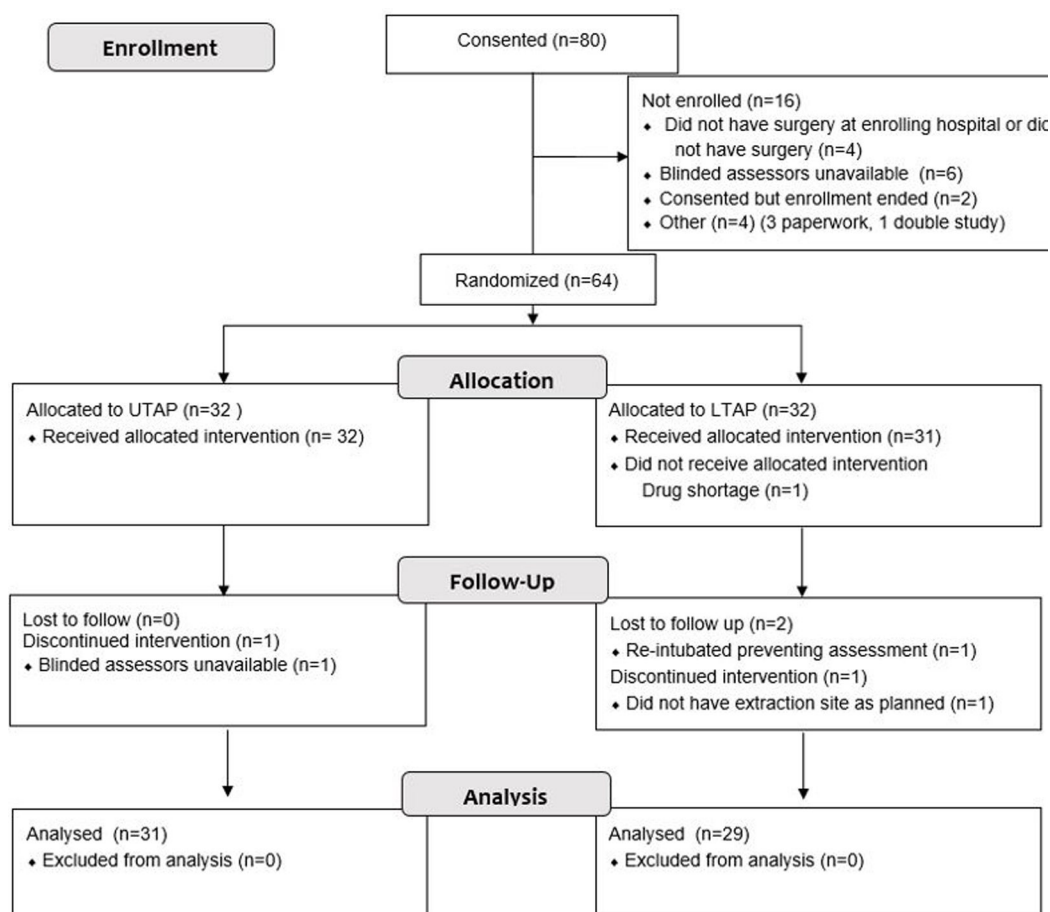 Enrollment
Consented (n=80)
Not enrolled (n=16)
⬥ Did not have surgery at enrolling hospital or did
not have surgery (n=4)
⬥ Blinded assessors unavailable (n=6)
⬥ Consented but enrollment ended (n=2)
⬥ Other (n=4) (3 paperwork, 1 double study)
Randomized (n=64)
Allocation
Allocated to UTAP (n=32 )
⬥ Received allocated intervention (n= 32)
Allocated to LTAP (n=32)
⬥ Received allocated intervention (n=31)
⬥ Did not receive allocated intervention
Drug shortage (n=1)
Follow-Up
Lost to follow (n=0)
Discontinued intervention (n=1)
⬥ Blinded assessors unavailable (n=1)
Lost to follow up (n=2)
⬥ Re-intubated preventing assessment (n=1)
Discontinued intervention (n=1)
⬥ Did not have extraction site as planned (n=1)
Analysis
Analysed (n=31)
⬥ Excluded from analysis (n=0)
Analysed (n=29)
⬥ Excluded from analysis (n=0)